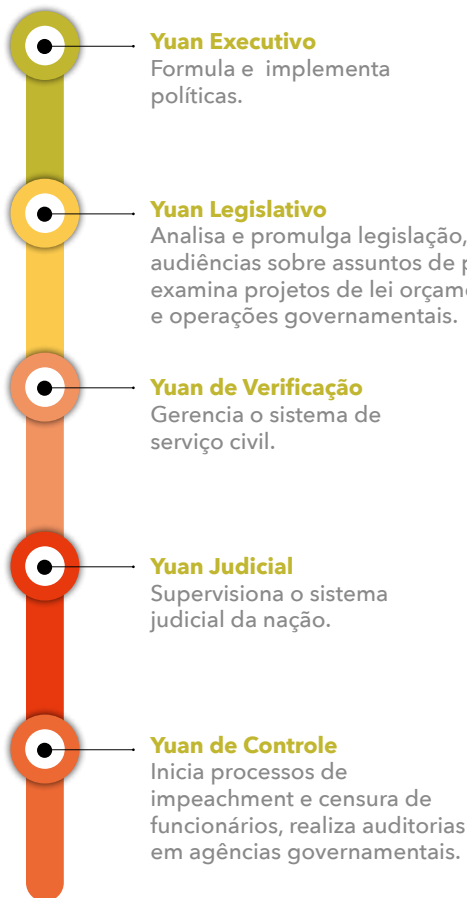 Yuan Executivo
Formula e implementa
políticas.
Yuan Legislativo
Analisa e promulga legislação,
audiências sobre assuntos de
examina projetos de lei
e operações governamentais.
Yuan de Verificação
Gerencia o sistema de
serviço civil.
Yuan Judicial
Supervisiona o sistema
judicial da nação.
Yuan de Controle
Inicia processos de
impeachment e censura de
funcionários, realiza auditorias
em agências governamentais.